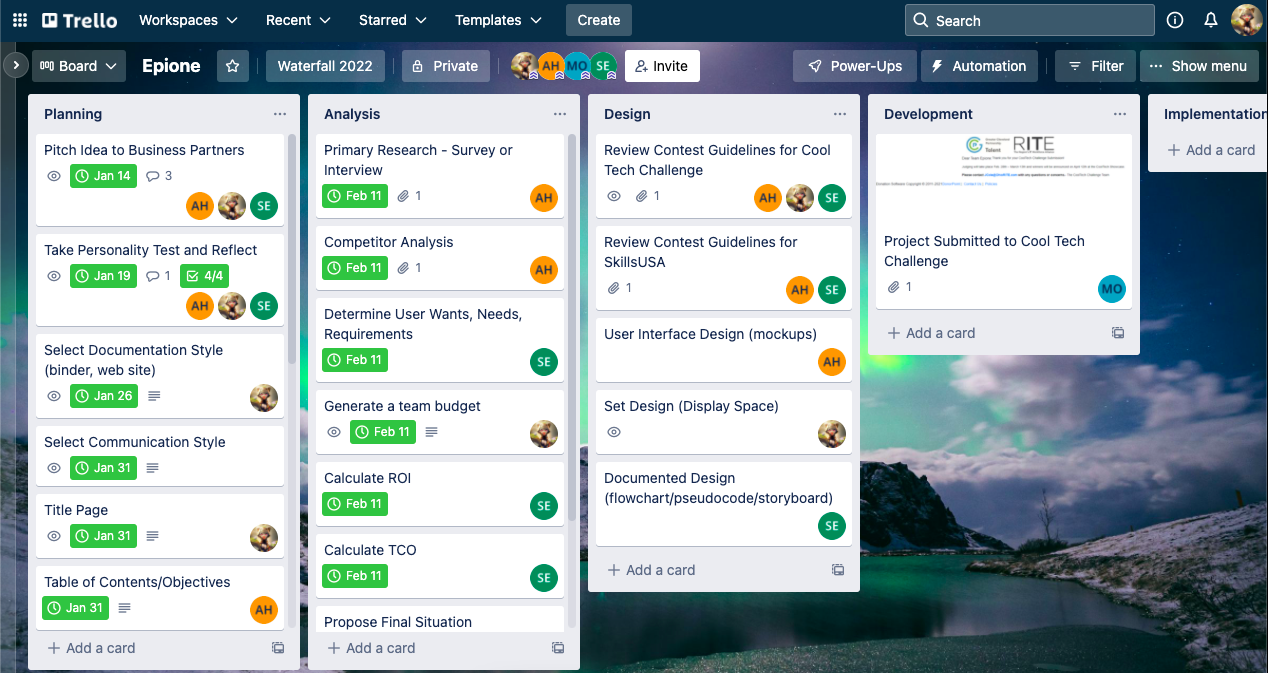 Trello Workspaces Recent Starred Templates Create Search
Board Epione Waterfall 2022 Private AH MO SE Invite Power-Ups Automation Filter Show menu
Planning
Pitch Idea to Business Partners
Jan 14 3
AH SE
Take Personality Test and Reflect
Jan 19 1 4/4
AH SE
Select Documentation Style
(binder, web site)
Jan 26
Select Communication Style
Jan 31
Title Page
Jan 31
Table of Contents/Objectives
Jan 31 AH
+ Add a card
Analysis
Primary Research - Survey or
Interview
Feb 11 1 AH
Competitor Analysis
Feb 11 1 AH
Determine User Wants, Needs,
Requirements
Feb 11 SE
Generate a team budget
Feb 11
Calculate ROI
Feb 11 SE
Calculate TCO
Feb 11 SE
Propose Final Situation
+ Add a card
Design
Review Contest Guidelines for Cool
Tech Challenge
1 AH SE
Review Contest Guidelines for
SkillsUSA
1 AH SE
User Interface Design (mockups)
AH
Set Design (Display Space)
Documented Design
(flowchart/pseudocode/storyboard)
SE
+ Add a card
Development
Talent RITE
Project Submitted to Cool Tech
Challenge
1 MO
+ Add a card
Implementation
+ Add a card